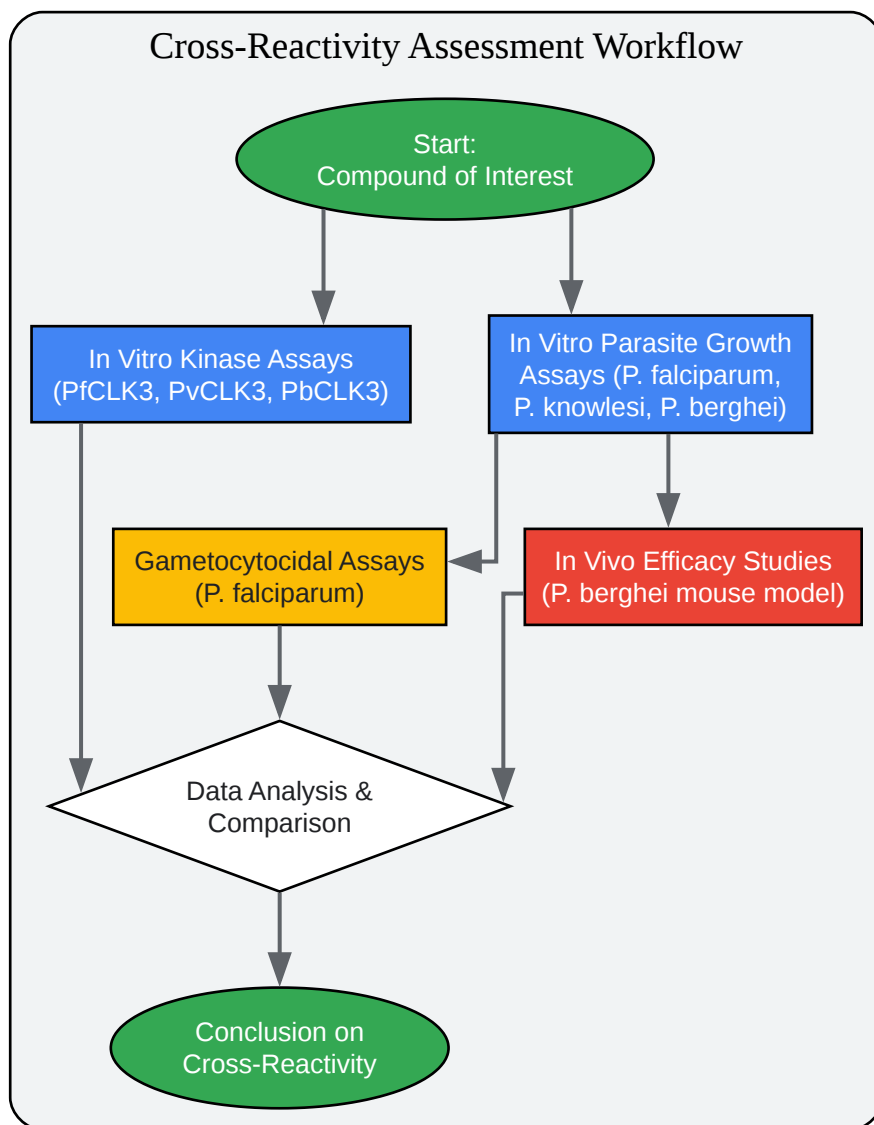 Cross-Reactivity Assessment Workflow
Start:
Compound of Interest
In Vitro Kinase Assays
(PfCLK3, PvCLK3, PbCLK3)
In Vitro Parasite Growth
Assays (P. falciparum,
P. knowlesi, P. berghei)
Gametocytocidal Assays
(P. falciparum)
In Vivo Efficacy Studies
(P. berghei mouse model)
Data Analysis &
Comparison
Conclusion on
Cross-Reactivity